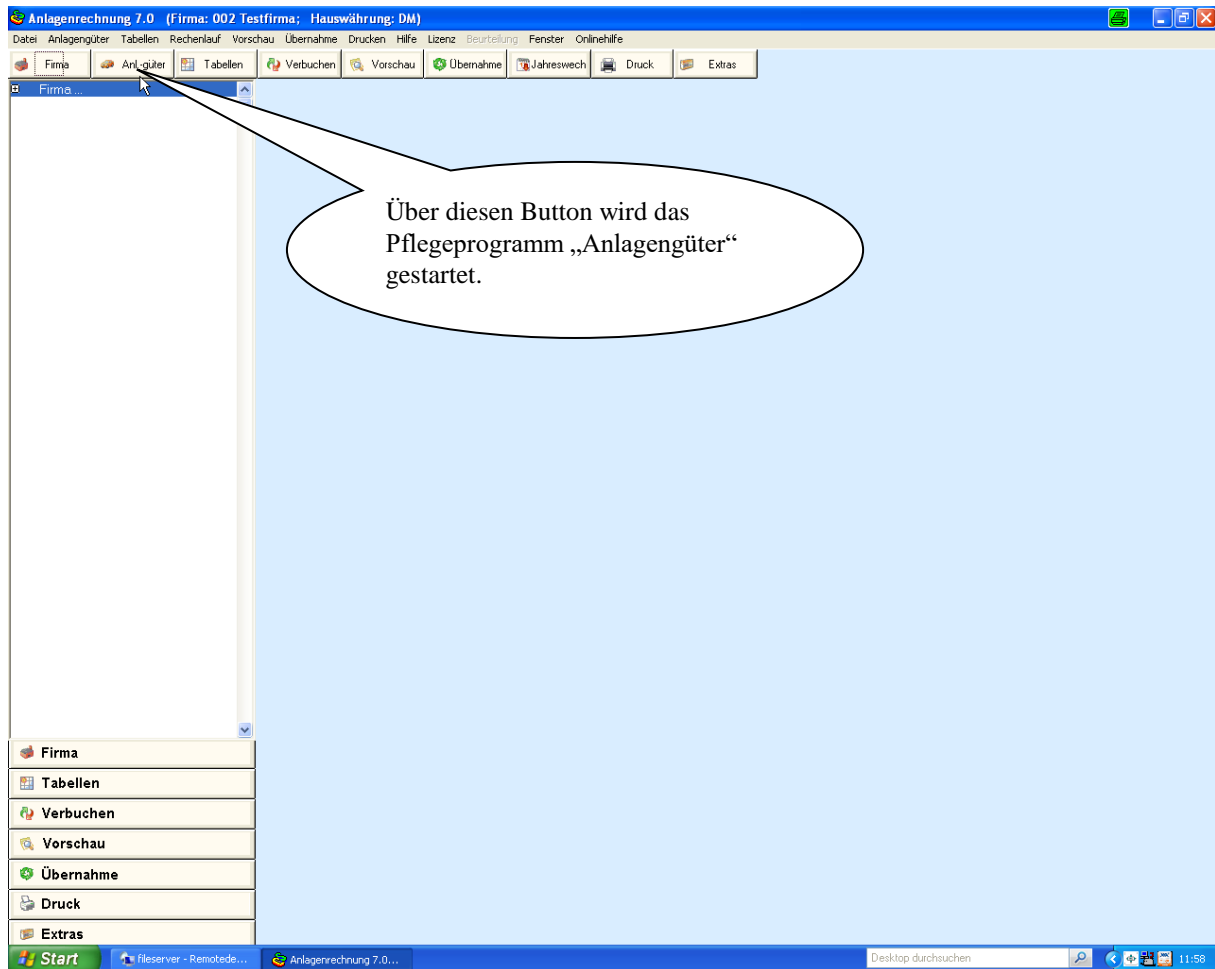 Anlagenrechnung 7.0 (Firma: 002 Testfirma; Hauswährung: DM)
Datei Anlagengüter Tabellen Rechenlauf Vorschau Übernahme Drucken Hilfe Lizenz Beurteilung Fenster Onlinehilfe
Firma Anl.-güter Tabellen Verbuchen Vorschau Übernahme Jahreswech Druck Extras
Firma ...
Über diesen Button wird das
Pflegeprogramm „Anlagengüter“
gestartet.
Firma
Tabellen
Verbuchen
Vorschau
Übernahme
Druck
Extras
Start fileserver - Remotede... Anlagenrechnung 7.0... Desktop durchsuchen 11:58